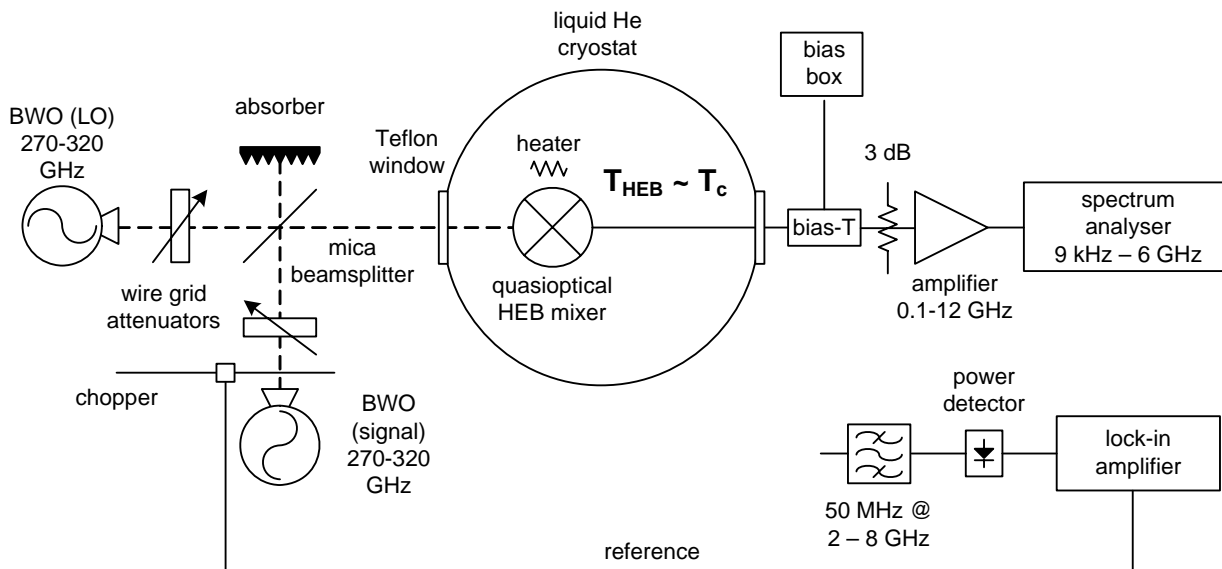 liquid He
cryostat
bias
box
BWO (LO)
270-320
GHz
absorber
Teflon
window
heater
T_HEB ~ T_c
3 dB
bias-T
spectrum
analyser
9 kHz – 6 GHz
mica
beamsplitter
quasioptical
HEB mixer
amplifier
0.1-12 GHz
wire grid
attenuators
chopper
BWO
(signal)
270-320
GHz
power
detector
lock-in
amplifier
50 MHz @
2 – 8 GHz
reference